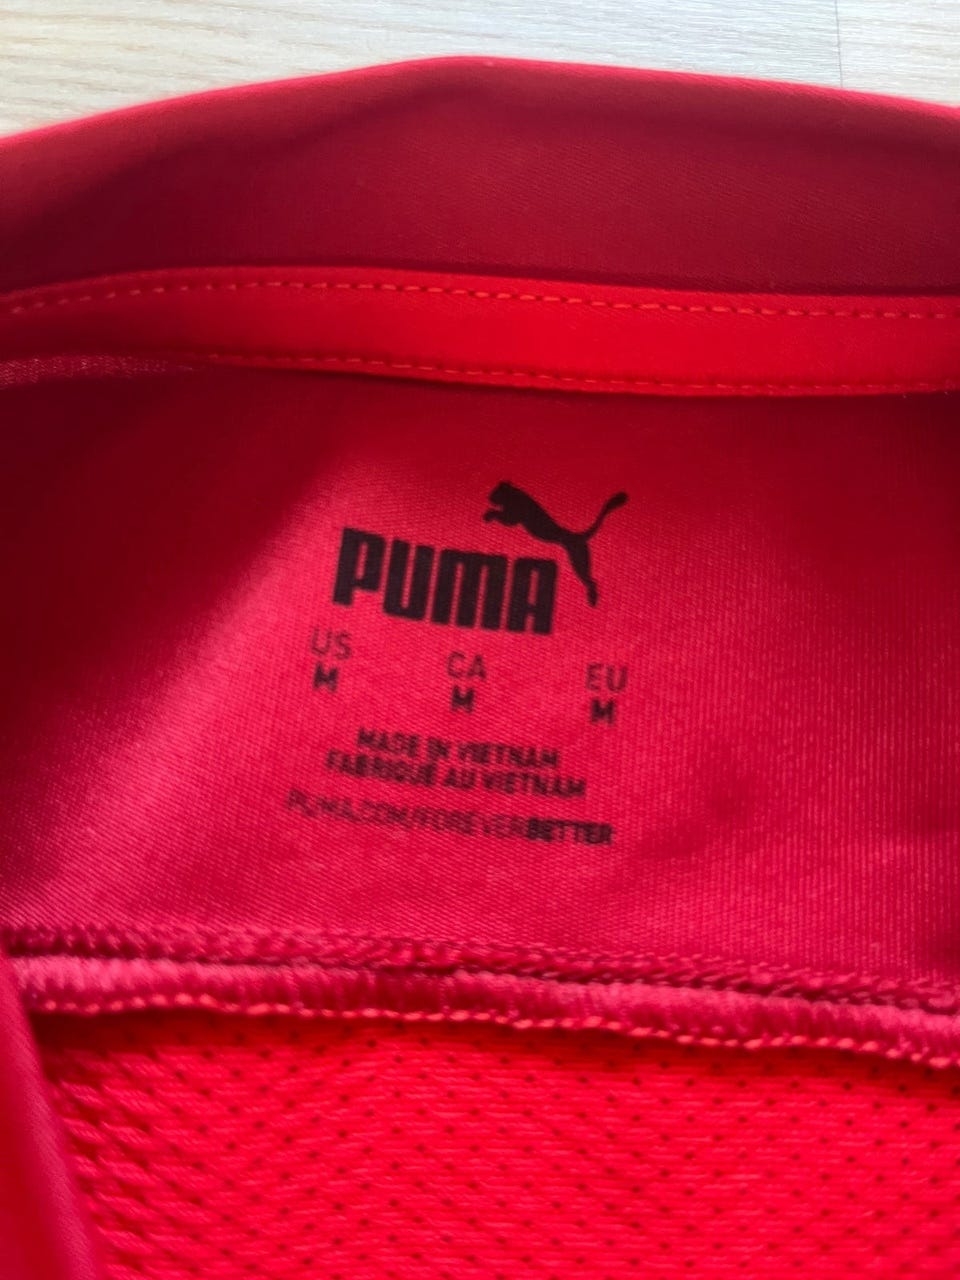 PUMA
US CA EU
M M M
MADE IN VIETNAM
FABRIQUÉ AU VIETNAM
PUMA.COM/FOREVERBETTER